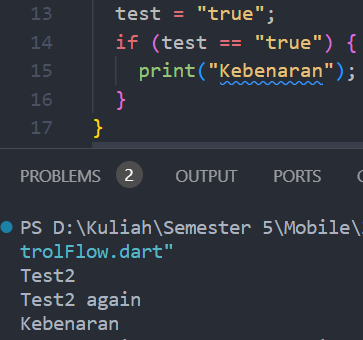 13 test = "true";
14 if (test == "true") {
15 print("Kebenaran");
16 }
17 }
PROBLEMS 2 OUTPUT PORTS
PS D:\Kuliah\Semester 5\Mobile\
trolFlow.dart"
Test2
Test2 again
Kebenaran